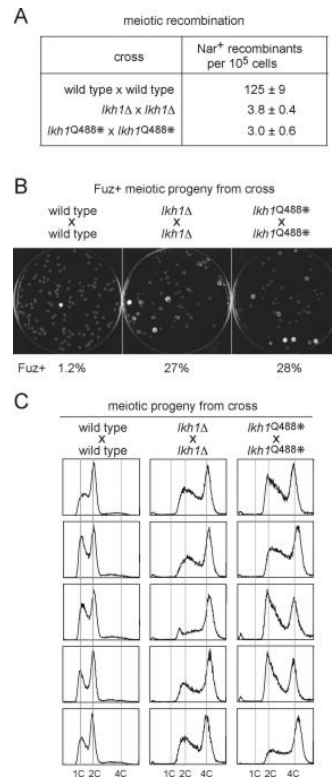 A
meiotic recombination
cross
Nar+ recombinants
per 10⁵ cells
wild type x wild type 125 ± 9
lkh1Δ x lkh1Δ 3.8 ± 0.4
lkh1Q488* x lkh1Q488* 3.0 ± 0.6
B
Fuz+ meiotic progeny from cross
wild type lkh1Δ lkh1Q488*
x x x
wild type lkh1Δ lkh1Q488*
Fuz+ 1.2% 27% 28%
C
meiotic progeny from cross
wild type lkh1Δ lkh1Q488*
x x x
wild type lkh1Δ lkh1Q488*
1C 2C 4C 1C 2C 4C 1C 2C 4C